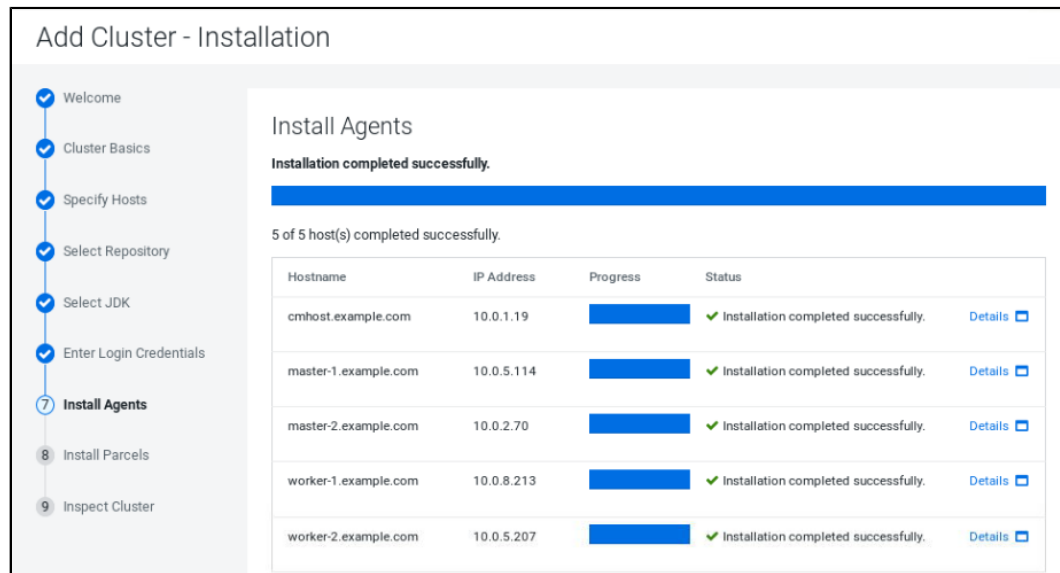 Add Cluster - Installation
Welcome
Cluster Basics
Specify Hosts
Select Repository
Select JDK
Enter Login Credentials
7 Install Agents
8 Install Parcels
9 Inspect Cluster
Install Agents
Installation completed successfully.
5 of 5 host(s) completed successfully.
Hostname IP Address Progress Status
cmhost.example.com 10.0.1.19 Installation completed successfully. Details
master-1.example.com 10.0.5.114 Installation completed successfully. Details
master-2.example.com 10.0.2.70 Installation completed successfully. Details
worker-1.example.com 10.0.8.213 Installation completed successfully. Details
worker-2.example.com 10.0.5.207 Installation completed successfully. Details